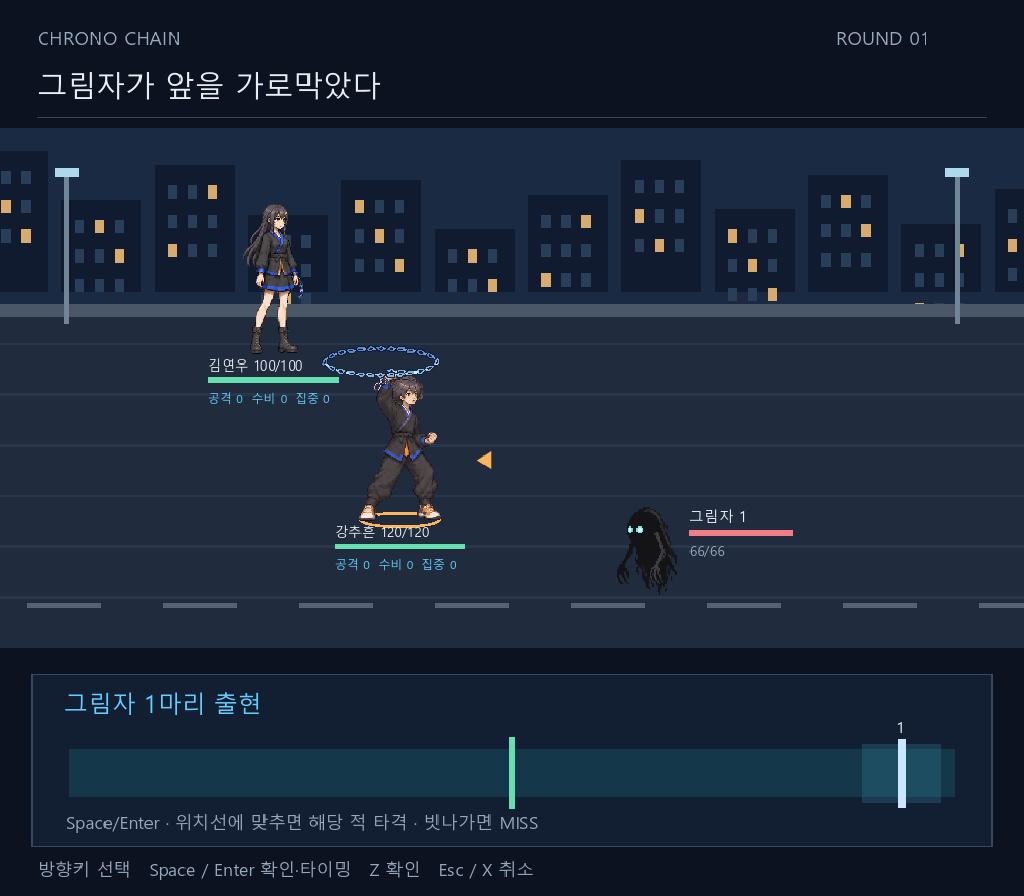 CHRONO CHAIN
ROUND 01
그림자가 앞을 가로막았다
김연우 100/100
공격 0 수비 0 집중 0
강추흔 120/120
공격 0 수비 0 집중 0
그림자 1
66/66
그림자 1마리 출현
1
Space/Enter · 위치선에 맞추면 해당 적 타격 · 빗나가면 MISS
방향키 선택 Space / Enter 확인·타이밍 Z 확인 Esc / X 취소